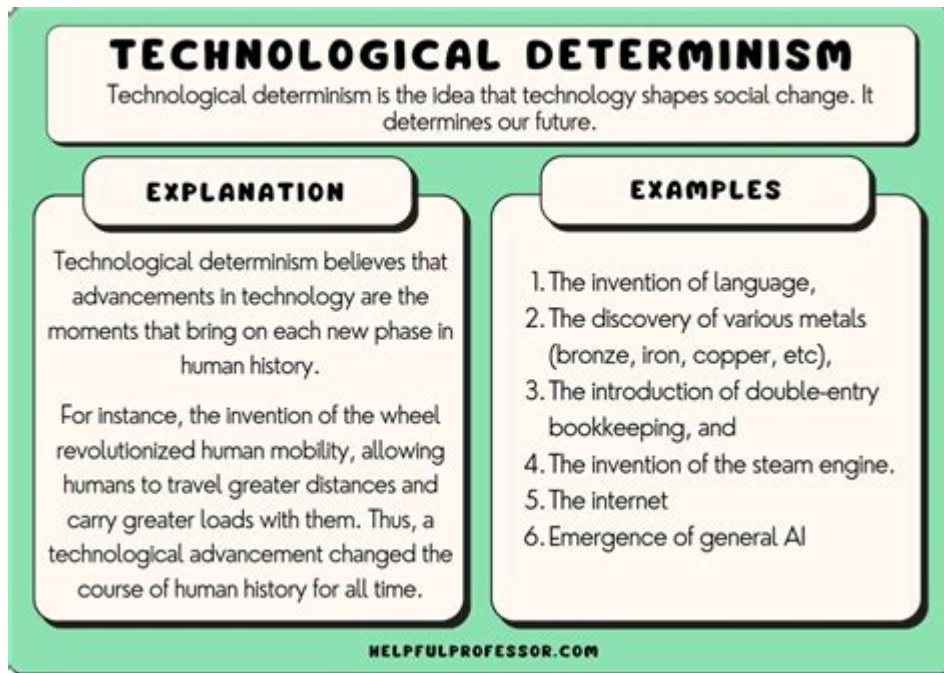 TECHNOLOGICAL DETERMINISM
Technological determinism is the idea that technology shapes social change. It
determines our future.
EXPLANATION
Technological determinism believes that
advancements in technology are the
moments that bring on each new phase in
human history.
For instance, the invention of the wheel
revolutionized human mobility, allowing
humans to travel greater distances and
carry greater loads with them. Thus, a
technological advancement changed the
course of human history for all time.
EXAMPLES
1. The invention of language,
2. The discovery of various metals
(bronze, iron, copper, etc),
3. The introduction of double-entry
bookkeeping, and
4. The invention of the steam engine.
5. The internet
6. Emergence of general AI
HELPFULPROFESSOR.COM